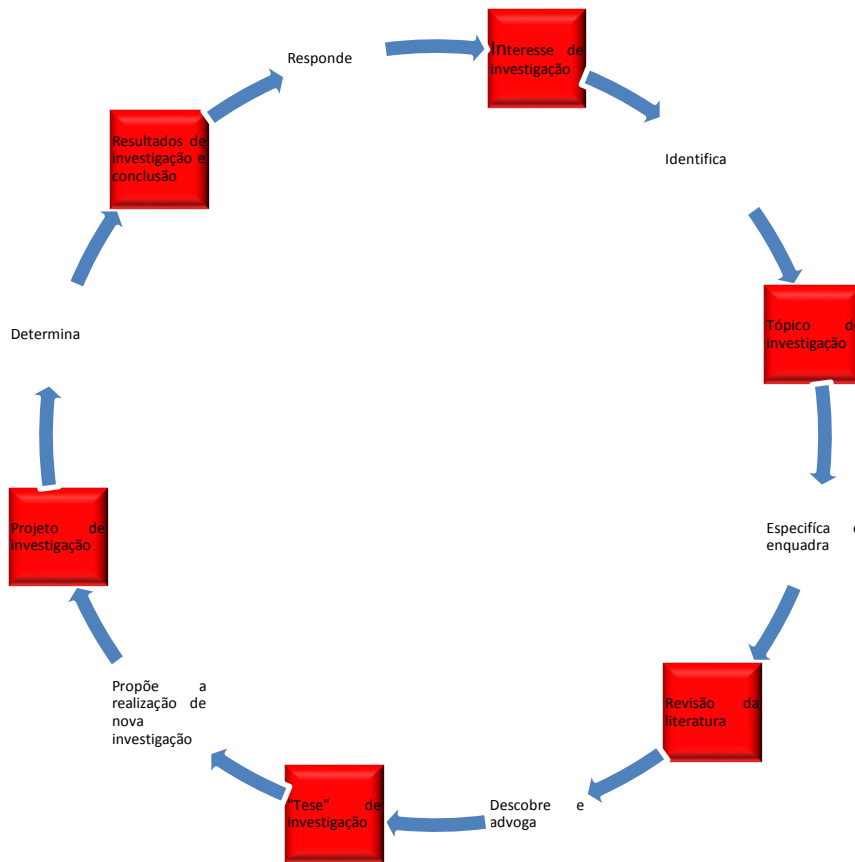 Interesse de
investigação
Identifica
Tópico de
investigação
Especifíca e
enquadra
Revisão da
literatura
Descobre e
advoga
"Tese" de
investigação
Propõe a
realização de
nova
investigação
Projeto de
investigação
Determina
Resultados de
investigação e
conclusão
Responde